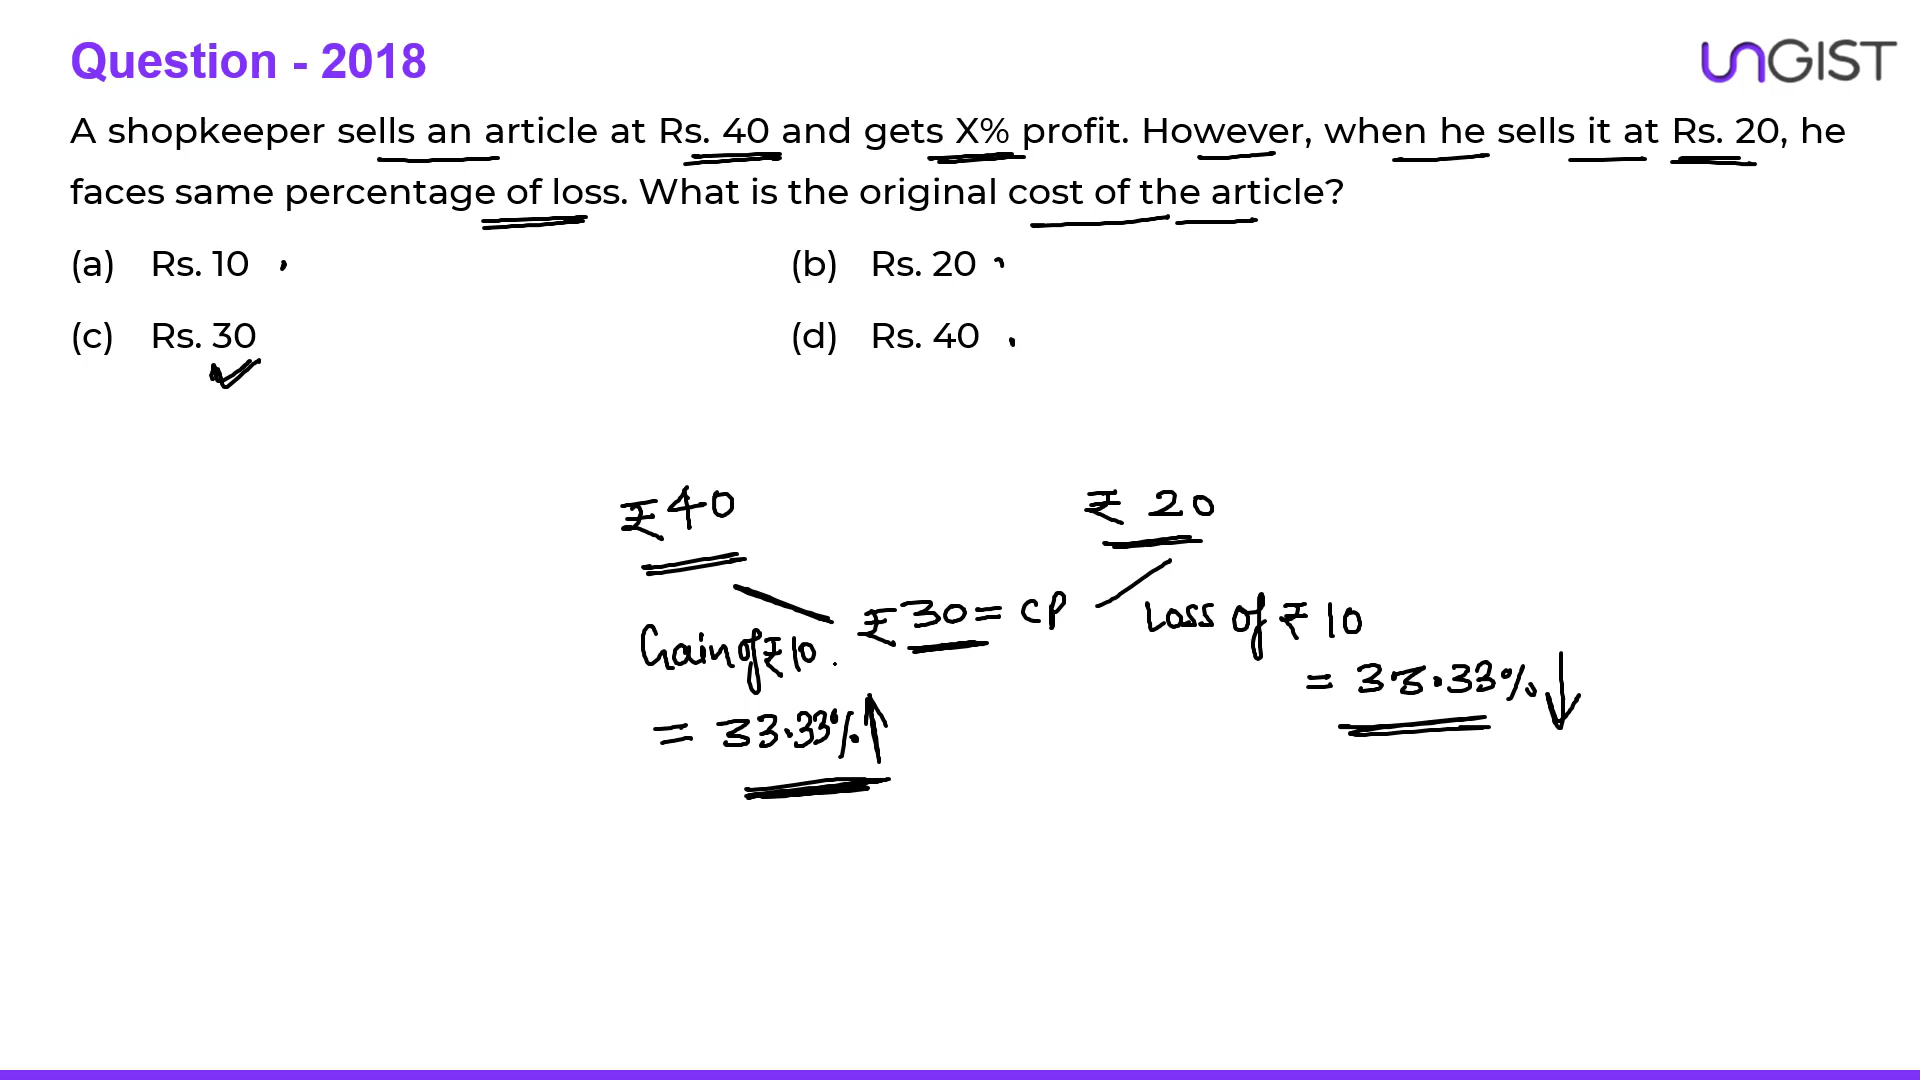 Question - 2018
UNGIST
A shopkeeper sells an article at Rs. 40 and gets X% profit. However, when he sells it at Rs. 20, he
faces same percentage of loss. What is the original cost of the article?
(a) Rs. 10 (b) Rs. 20
(c) Rs. 30 (d) Rs. 40
₹40 ₹ 20
₹30 = CP
Gain of ₹10. Loss of ₹ 10
= 33.33% = 33.33%